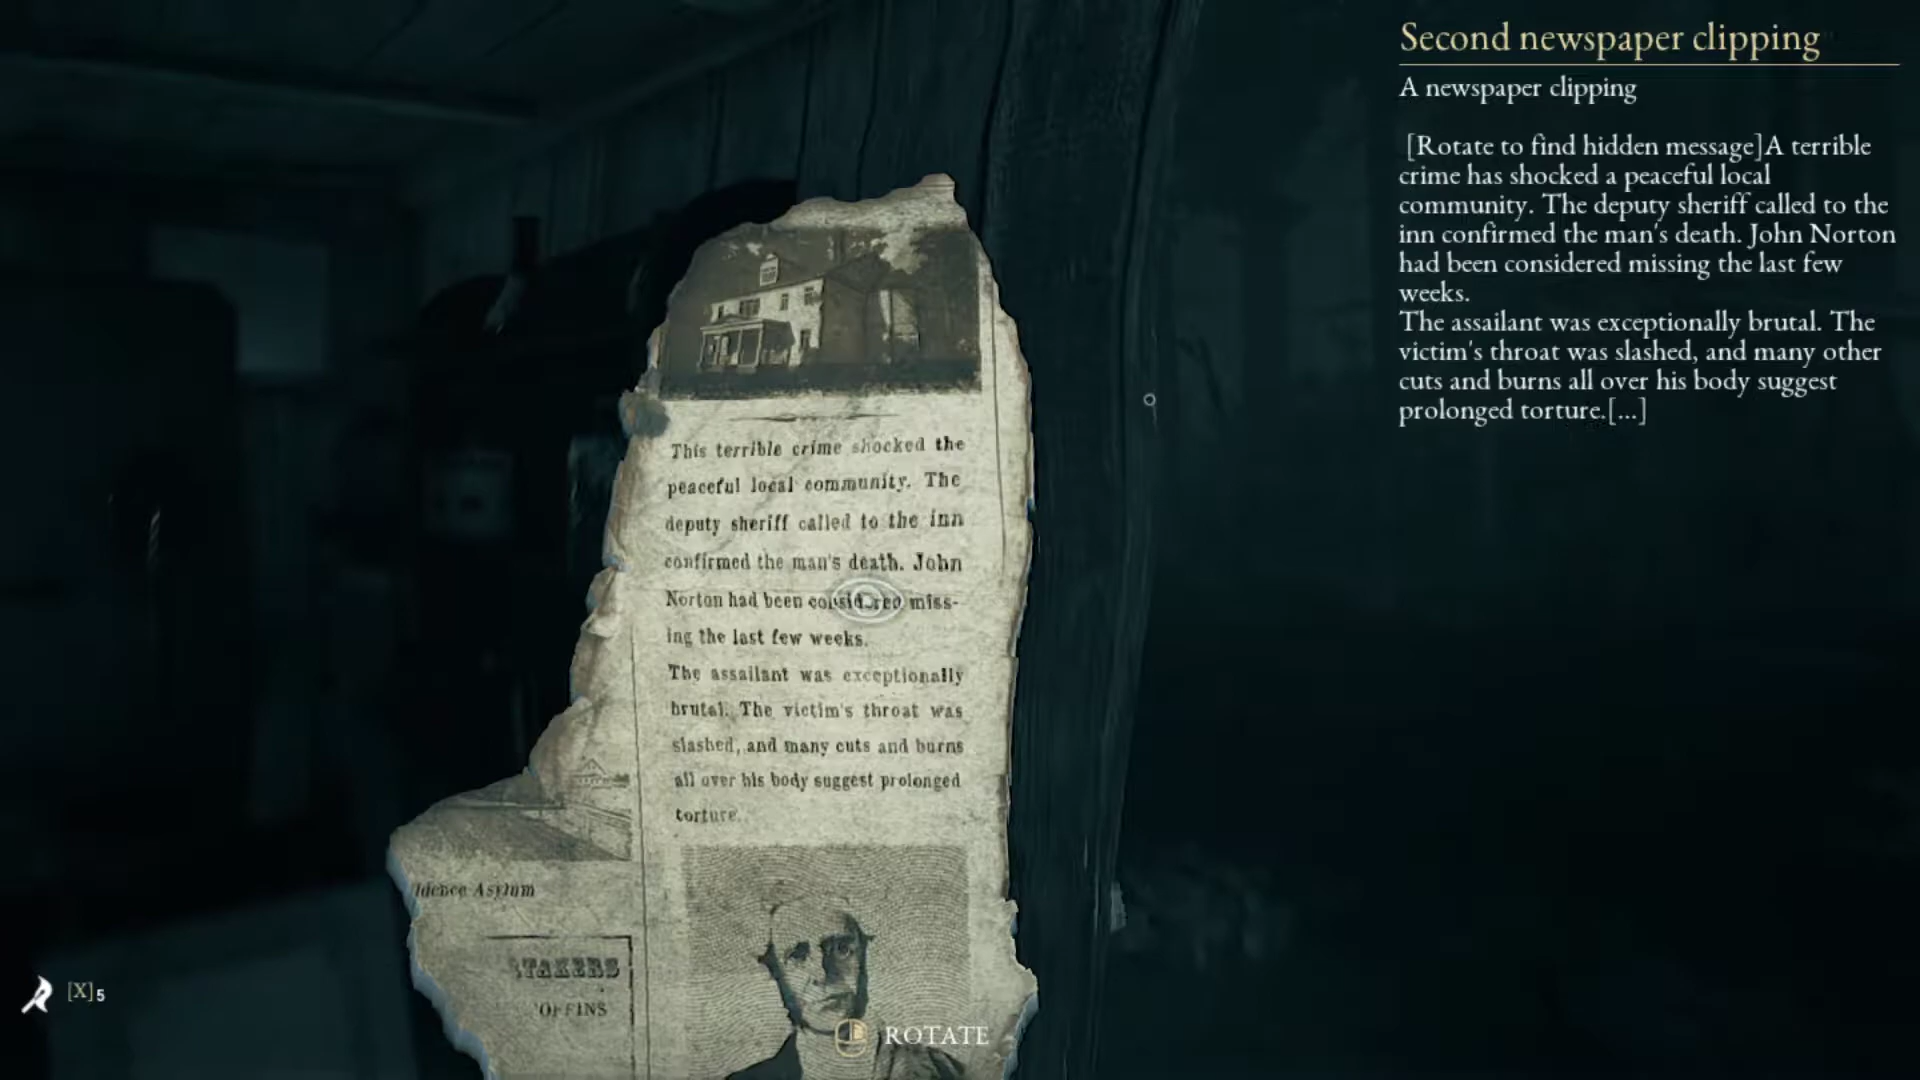 Second newspaper clipping
A newspaper clipping
[Rotate to find hidden message]A terrible
crime has shocked a peaceful local
community. The deputy sheriff called to the
inn confirmed the man's death. John Norton
had been considered missing the last few
weeks.
The assailant was exceptionally brutal. The
victim's throat was slashed, and many other
cuts and burns all over his body suggest
prolonged torture.[...]
This terrible crime shocked the
peaceful local community. The
deputy sheriff called to the inn
confirmed the man's death. John
Norton had been considered miss-
ing the last few weeks.
The assailant was exceptionally
brutal. The victim's throat was
slashed, and many cuts and burns
all over his body suggest prolonged
torture.
idence Asylum
TAKERS
OFFINS
[X] 5
ROTATE